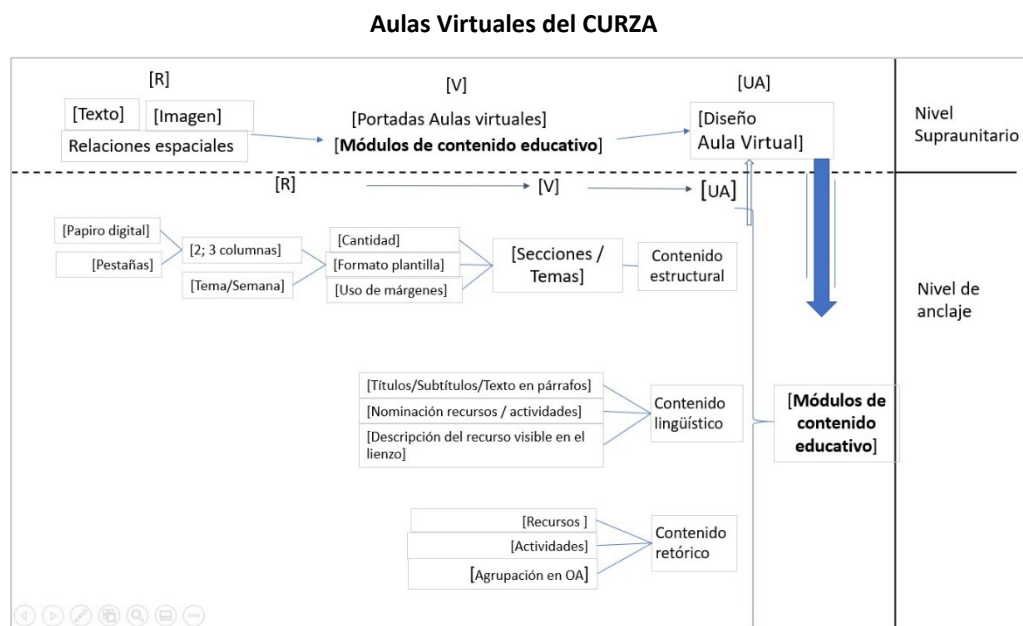 Aulas Virtuales del CURZA
[R]
[V]
[UA]
[Texto]
[Imagen]
Relaciones espaciales
[Portadas Aulas virtuales]
[Módulos de contenido educativo]
[Diseño
Aula Virtual]
Nivel
Supraunitario
[R]
[V]
[UA]
[Papiro digital]
[Pestañas]
[2; 3 columnas]
[Tema/Semana]
[Cantidad]
[Formato plantilla]
[Uso de márgenes]
[Secciones /
Temas]
Contenido
estructural
Nivel de
anclaje
[Títulos/Subtítulos/Texto en párrafos]
[Nominación recursos / actividades]
[Descripción del recurso visible en el
lienzo]
Contenido
lingüístico
[Módulos de
contenido
educativo]
[Recursos ]
[Actividades]
[Agrupación en OA]
Contenido
retórico